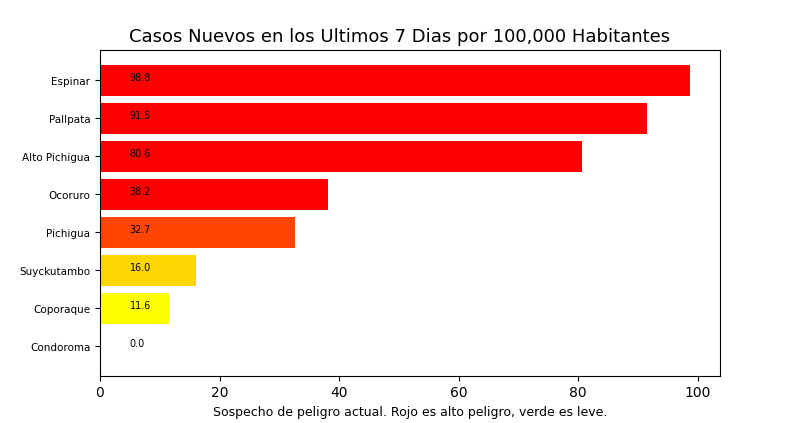 Casos Nuevos en los Ultimos 7 Dias por 100,000 Habitantes
Espinar 98.8
Pallpata 91.5
Alto Pichigua 80.6
Ocoruro 38.2
Pichigua 32.7
Suyckutambo 16.0
Coporaque 11.6
Condoroma 0.0
0 20 40 60 80 100
Sospecho de peligro actual. Rojo es alto peligro, verde es leve.